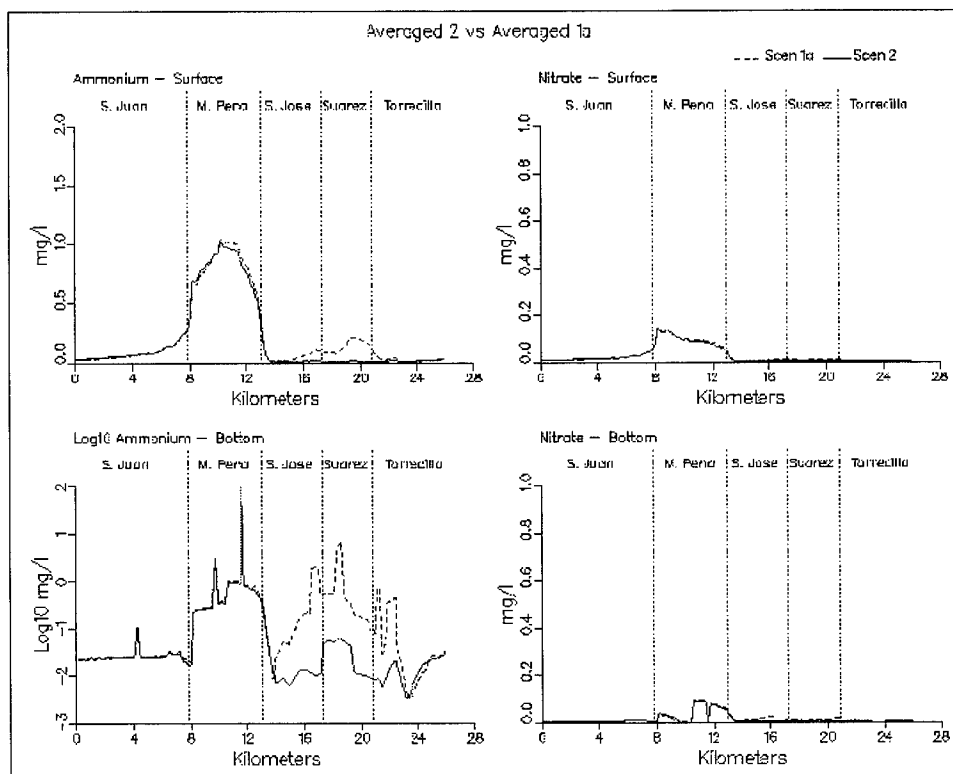 Averaged 2 vs Averaged 1a
Scen 1a Scen 2
Ammonium – Surface
S. Juan M. Pena S. Jose Suarez Torrecilla
mg/l
2.0
1.5
1.0
0.5
0.0
0 4 8 12 16 20 24 28
Kilometers
Nitrate – Surface
S. Juan M. Pena S. Jose Suarez Torrecilla
mg/l
1.0
0.8
0.6
0.4
0.2
0.0
0 4 8 12 16 20 24 28
Kilometers
Log10 Ammonium – Bottom
S. Juan M. Pena S. Jose Suarez Torrecilla
Log10 mg/l
2
1
-0
-1
-2
-3
0 4 8 12 16 20 24 28
Kilometers
Nitrate – Bottom
S. Juan M. Pena S. Jose Suarez Torrecilla
mg/l
1.0
0.8
0.6
0.4
0.2
0.0
0 4 8 12 16 20 24 28
Kilometers